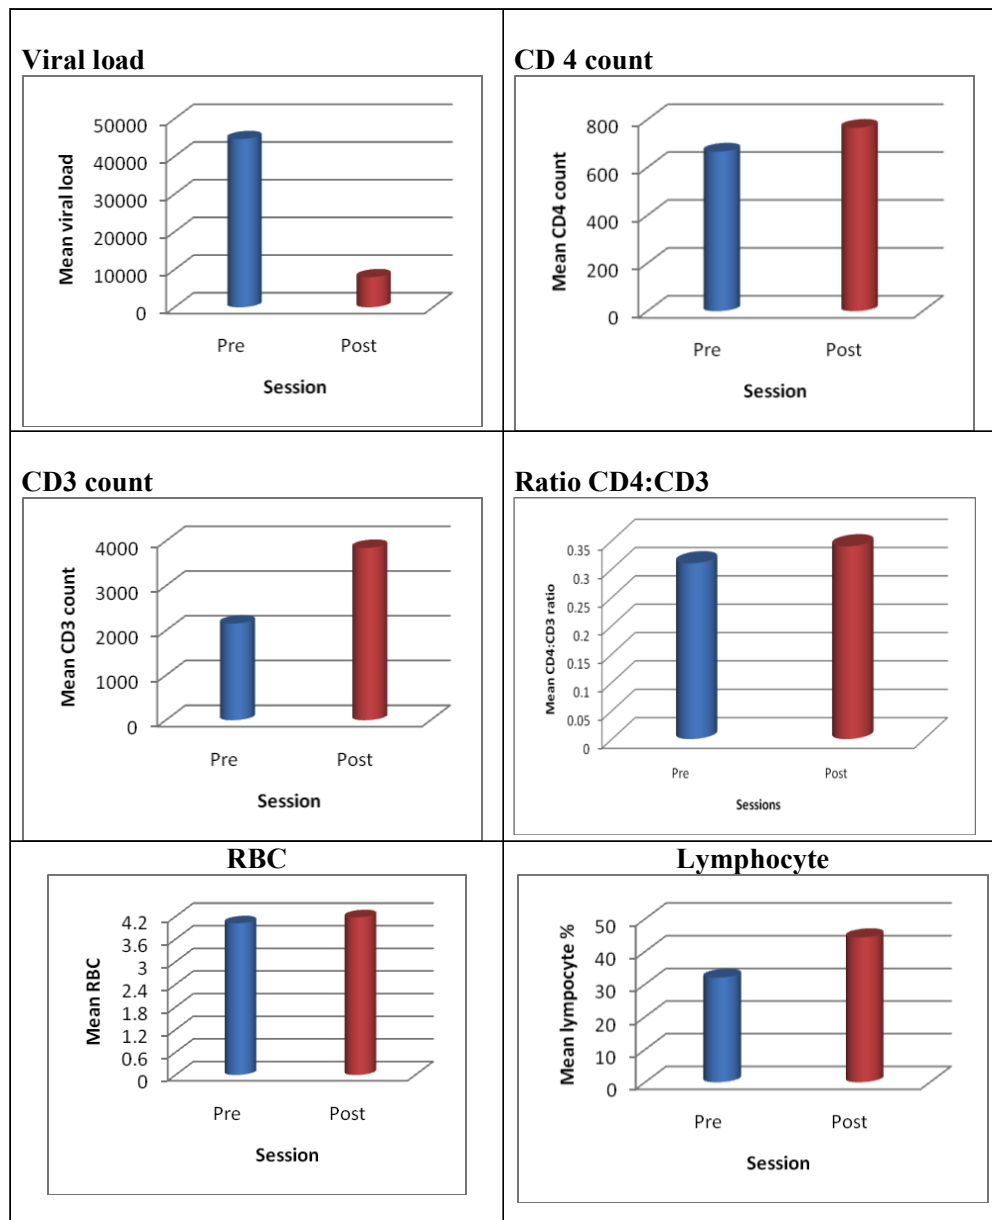 Viral load
Mean viral load
50000
40000
30000
20000
10000
0
Pre Post
Session
CD 4 count
Mean CD4 count
800
600
400
200
0
Pre Post
Session
CD3 count
Mean CD3 count
4000
3000
2000
1000
0
Pre Post
Session
Ratio CD4:CD3
Mean CD4:CD3 ratio
0.35
0.3
0.25
0.2
0.15
0.1
0.05
0
Pre Post
Sessions
RBC
Mean RBC
4.2
3.6
3
2.4
1.8
1.2
0.6
0
Pre Post
Session
Lymphocyte
Mean lympocyte %
50
40
30
20
10
0
Pre Post
Session